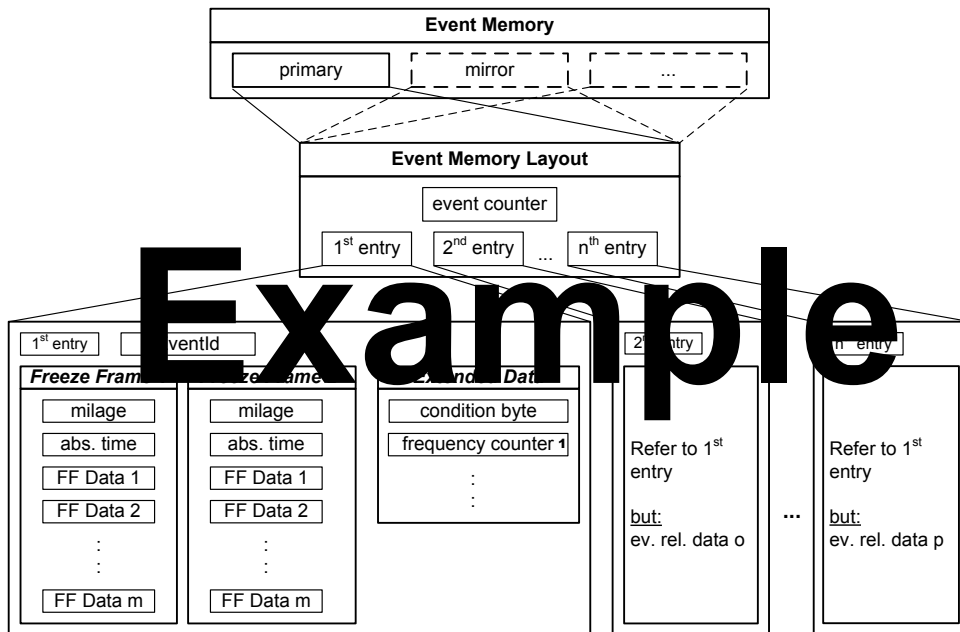 Event Memory
primary mirror ...
Event Memory Layout
event counter
1st entry 2nd entry ... nth entry
Example
1st entry
Freeze Frame
milage milage condition byte
abs. time abs. time frequency counter 1
FF Data 1 FF Data 1 :
FF Data 2 FF Data 2 :
: :
: :
FF Data m FF Data m
Refer to 1st
entry
but:
ev. rel. data o
...
Refer to 1st
entry
but:
ev. rel. data p